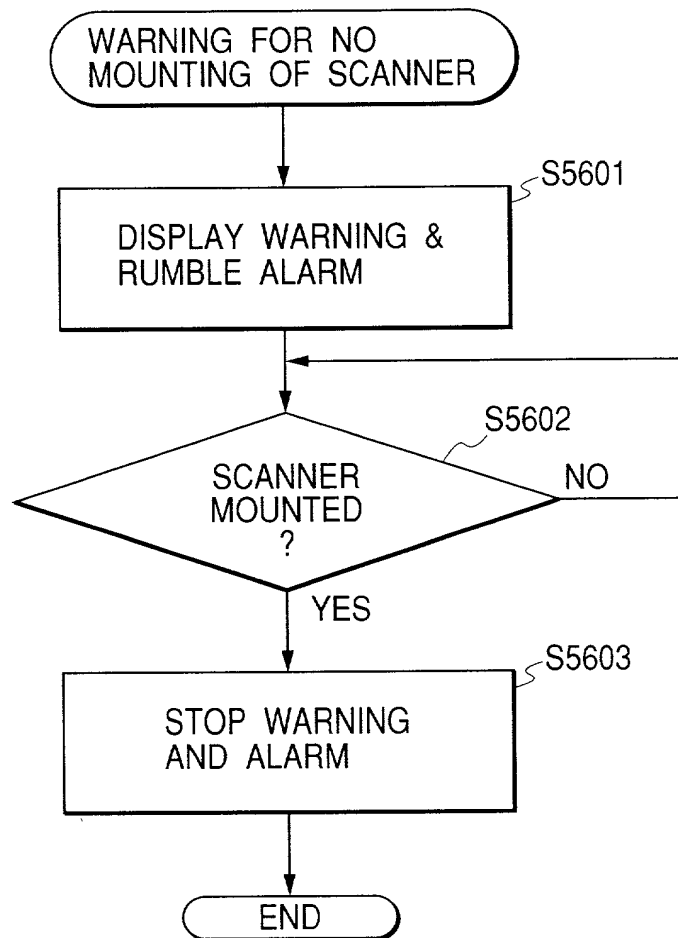 WARNING FOR NO
MOUNTING OF SCANNER
S5601
DISPLAY WARNING &
RUMBLE ALARM
S5602
SCANNER
MOUNTED
?
NO
YES
S5603
STOP WARNING
AND ALARM
END